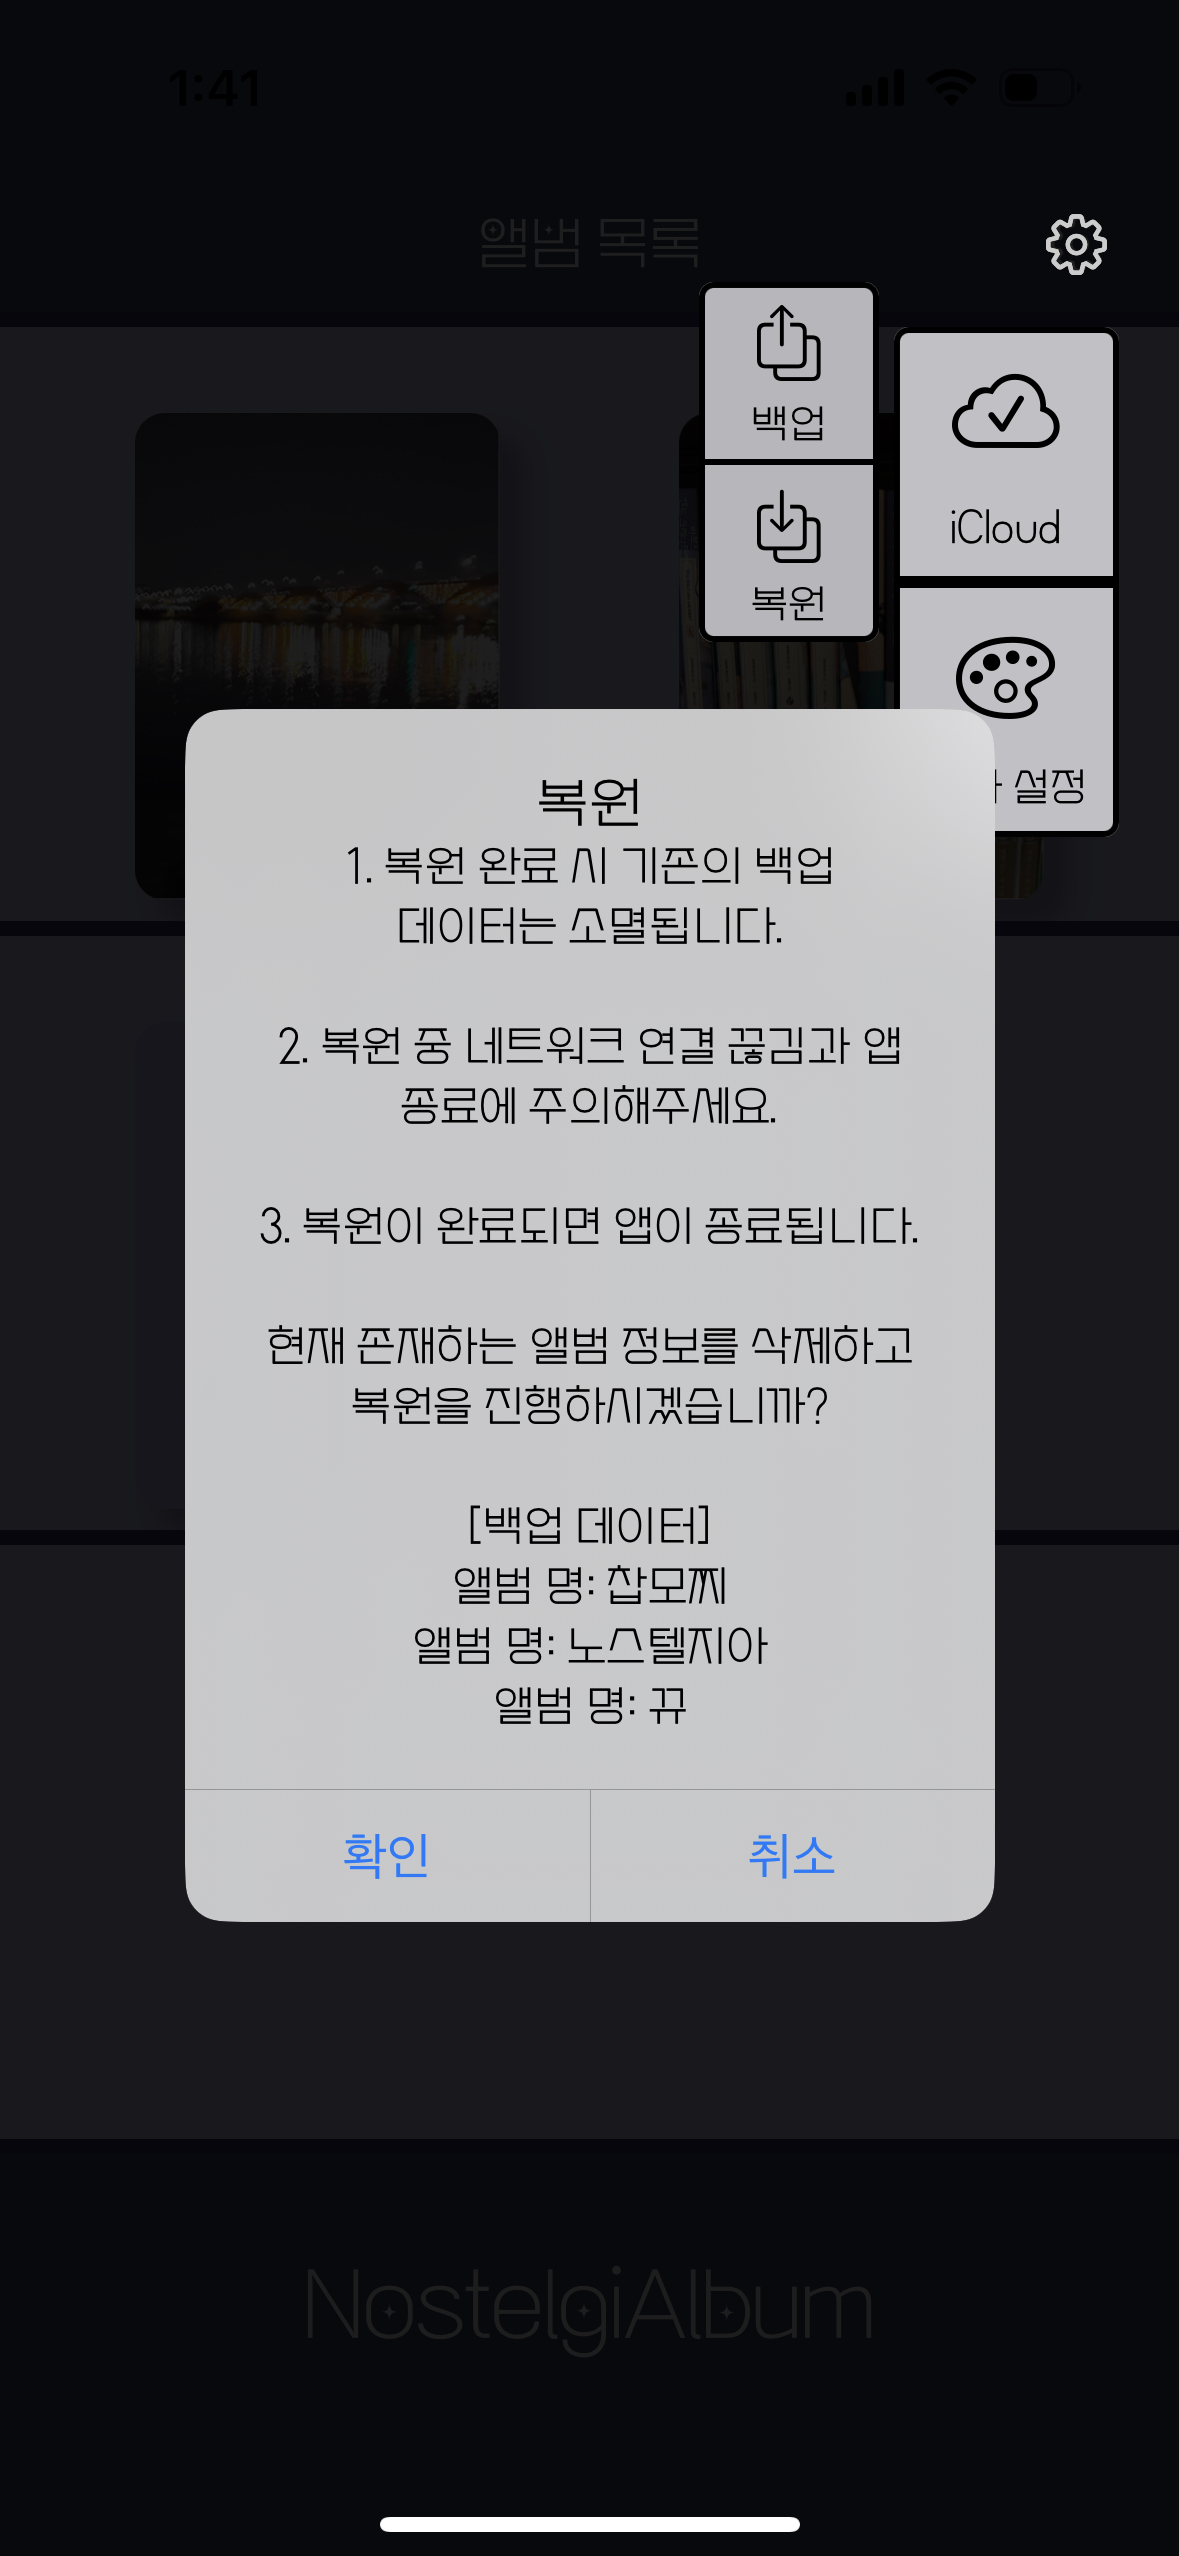 1:41
앨범 목록
백업
iCloud
복원
설정
복원
1. 복원 완료 시 기존의 백업
데이터는 소멸됩니다.
2. 복원 중 네트워크 연결 끊김과 앱
종료에 주의해주세요.
3. 복원이 완료되면 앱이 종료됩니다.
현재 존재하는 앨범 정보를 삭제하고
복원을 진행하시겠습니까?
[백업 데이터]
앨범 명: 찹모찌
앨범 명: 노스텔지아
앨범 명: 뀨
확인
취소
NostelgiAlbum